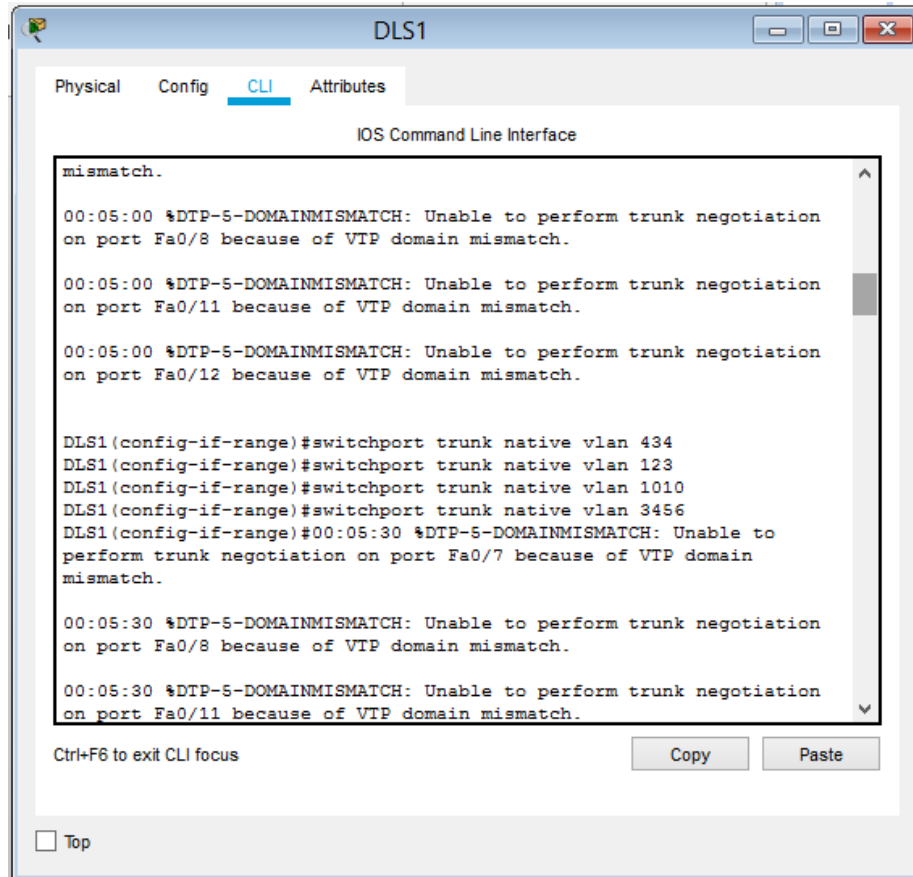 DLS1
Physical Config CLI Attributes
IOS Command Line Interface
mismatch.
00:05:00 %DTP-5-DOMAINMISMATCH: Unable to perform trunk negotiation
on port Fa0/8 because of VTP domain mismatch.
00:05:00 %DTP-5-DOMAINMISMATCH: Unable to perform trunk negotiation
on port Fa0/11 because of VTP domain mismatch.
00:05:00 %DTP-5-DOMAINMISMATCH: Unable to perform trunk negotiation
on port Fa0/12 because of VTP domain mismatch.
DLS1(config-if-range)#switchport trunk native vlan 434
DLS1(config-if-range)#switchport trunk native vlan 123
DLS1(config-if-range)#switchport trunk native vlan 1010
DLS1(config-if-range)#switchport trunk native vlan 3456
DLS1(config-if-range)#00:05:30 %DTP-5-DOMAINMISMATCH: Unable to
perform trunk negotiation on port Fa0/7 because of VTP domain
mismatch.
00:05:30 %DTP-5-DOMAINMISMATCH: Unable to perform trunk negotiation
on port Fa0/8 because of VTP domain mismatch.
00:05:30 %DTP-5-DOMAINMISMATCH: Unable to perform trunk negotiation
on port Fa0/11 because of VTP domain mismatch.
Ctrl+F6 to exit CLI focus
Copy Paste
Top